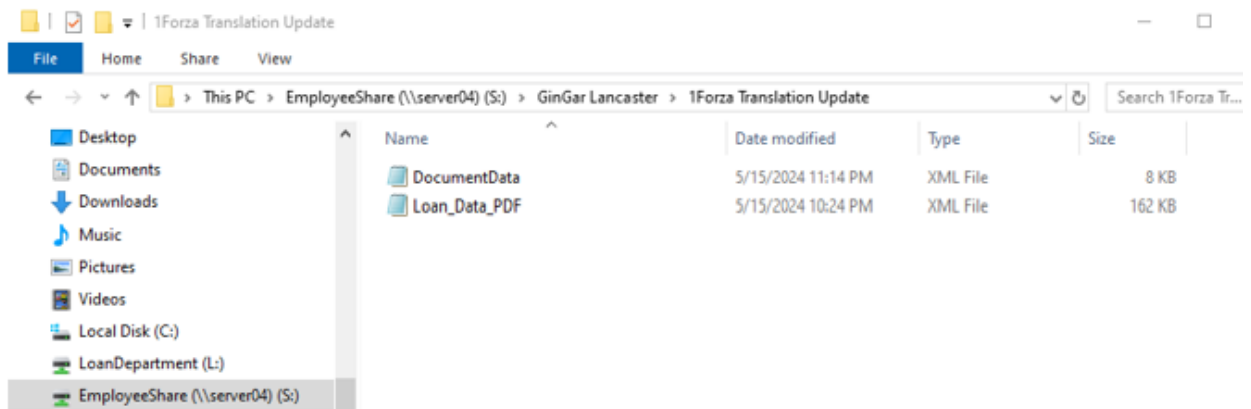 1Forza Translation Update
File Home Share View
This PC > EmployeeShare (\\server04) (S:) > GinGar Lancaster > 1Forza Translation Update
Search 1Forza Tr...
Desktop
Documents
Downloads
Music
Pictures
Videos
Local Disk (C:)
LoanDepartment (L:)
EmployeeShare (\\server04) (S:)
Name Date modified Type Size
DocumentData 5/15/2024 11:14 PM XML File 8 KB
Loan_Data_PDF 5/15/2024 10:24 PM XML File 162 KB